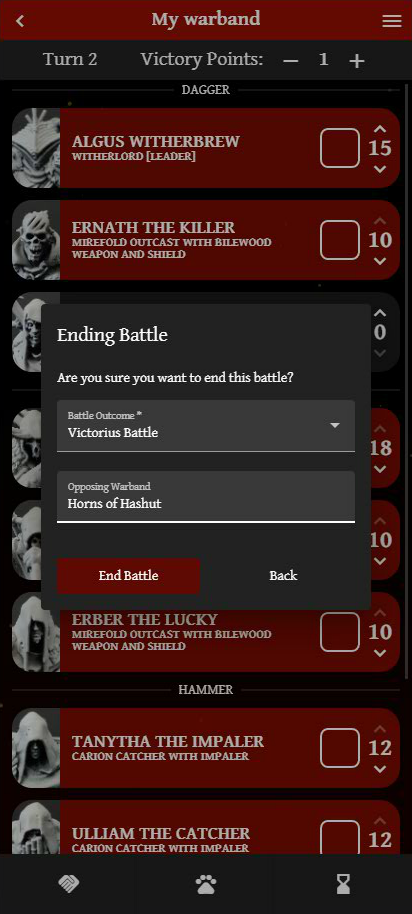 My warband
Turn 2 Victory Points: 1
DAGGER
ALGUS WITHERBREW
WITHERLORD [LEADER]
15
ERNATH THE KILLER
MIREFOLD OUTCAST WITH BILEWOOD
WEAPON AND SHIELD
10
0
Ending Battle
Are you sure you want to end this battle?
Battle Outcome *
Victorius Battle
Opposing Warband
Horns of Hashut
End Battle Back
18
10
ERBER THE LUCKY
MIREFOLD OUTCAST WITH BILEWOOD
WEAPON AND SHIELD
10
HAMMER
TANYTHA THE IMPALER
CARION CATCHER WITH IMPALER
12
ULLIAM THE CATCHER
CARION CATCHER WITH IMPALER
12